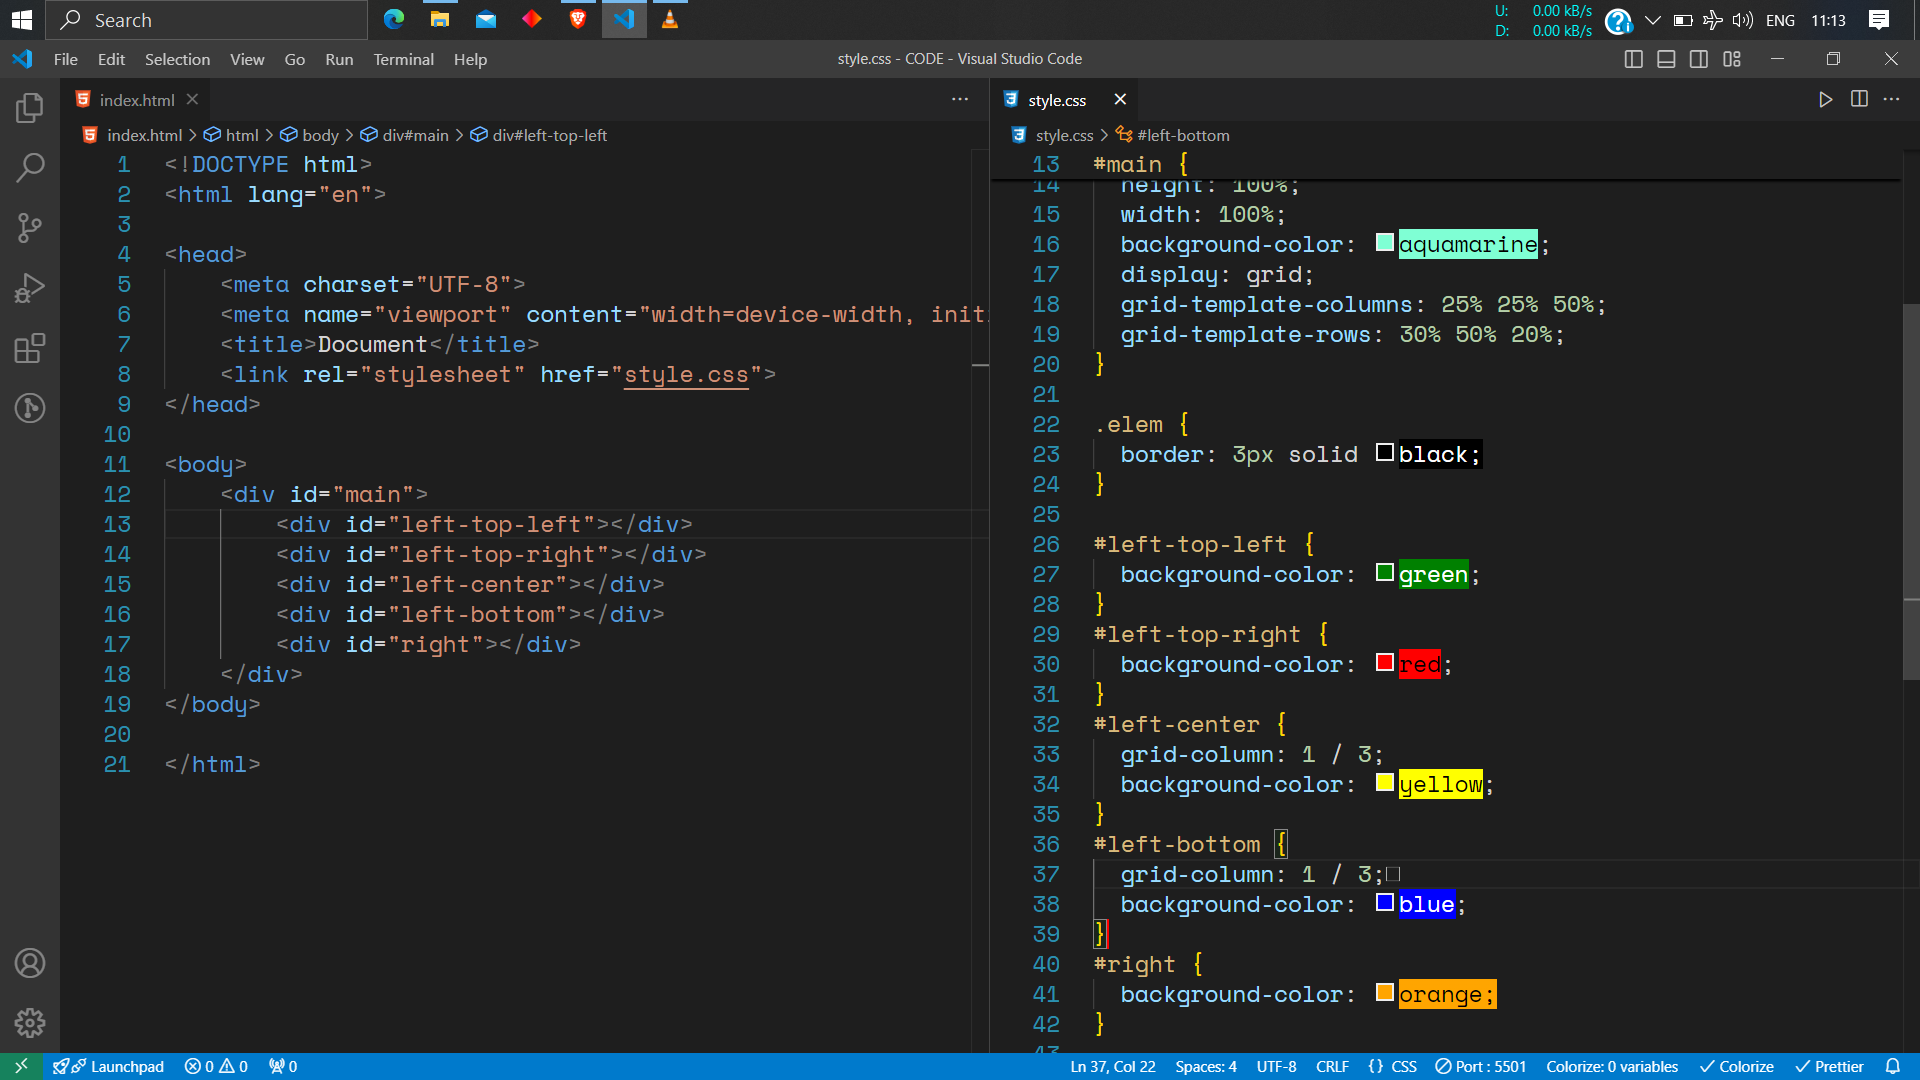 Search
U: 0.00 kB/s
D: 0.00 kB/s
ENG
11:13
File Edit Selection View Go Run Terminal Help
style.css - CODE - Visual Studio Code
index.html
index.html > html > body > div#main > div#left-top-left
1 <!DOCTYPE html>
2 <html lang="en">
3
4 <head>
5 <meta charset="UTF-8">
6 <meta name="viewport" content="width=device-width, init
7 <title>Document</title>
8 <link rel="stylesheet" href="style.css">
9 </head>
10
11 <body>
12 <div id="main">
13 <div id="left-top-left"></div>
14 <div id="left-top-right"></div>
15 <div id="left-center"></div>
16 <div id="left-bottom"></div>
17 <div id="right"></div>
18 </div>
19 </body>
20
21 </html>
style.css
style.css > #left-bottom
13 #main {
14 height: 100%;
15 width: 100%;
16 background-color: aquamarine;
17 display: grid;
18 grid-template-columns: 25% 25% 50%;
19 grid-template-rows: 30% 50% 20%;
20 }
21
22 .elem {
23 border: 3px solid black;
24 }
25
26 #left-top-left {
27 background-color: green;
28 }
29 #left-top-right {
30 background-color: red;
31 }
32 #left-center {
33 grid-column: 1 / 3;
34 background-color: yellow;
35 }
36 #left-bottom {
37 grid-column: 1 / 3;
38 background-color: blue;
39 }
40 #right {
41 background-color: orange;
42 }
43
Launchpad 0 0 0 Ln 37, Col 22 Spaces: 4 UTF-8 CRLF {} CSS Port : 5501 Colorize: 0 variables Colorize Prettier